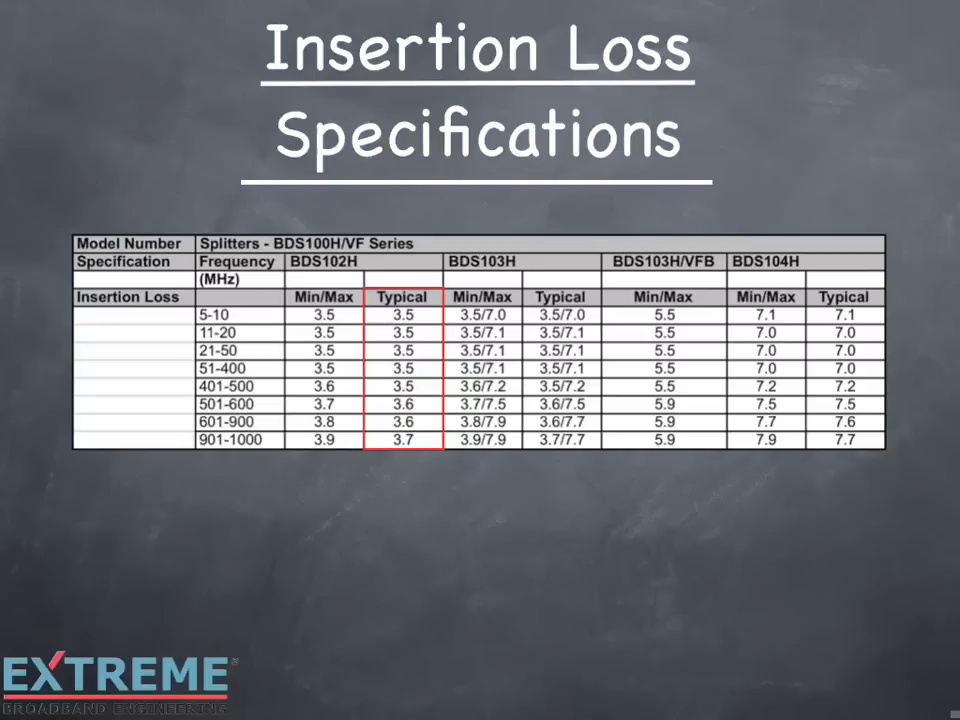 Insertion Loss
Specifications
Model Number Splitters - BDS100H/VF Series
Specification Frequency BDS102H BDS103H BDS103H/VFB BDS104H
(MHz)
Insertion Loss Min/Max Typical Min/Max Typical Min/Max Min/Max Typical
5-10 3.5 3.5 3.5/7.0 3.5/7.0 5.5 7.1 7.1
11-20 3.5 3.5 3.5/7.1 3.5/7.1 5.5 7.0 7.0
21-50 3.5 3.5 3.5/7.1 3.5/7.1 5.5 7.0 7.0
51-400 3.5 3.5 3.5/7.1 3.5/7.1 5.5 7.0 7.0
401-500 3.6 3.5 3.6/7.2 3.5/7.2 5.5 7.2 7.2
501-600 3.7 3.6 3.7/7.5 3.6/7.5 5.9 7.5 7.5
601-900 3.8 3.6 3.8/7.9 3.6/7.7 5.9 7.7 7.6
901-1000 3.9 3.7 3.9/7.9 3.7/7.7 5.9 7.9 7.7
EXTREME®
BROADBAND ENGINEERING